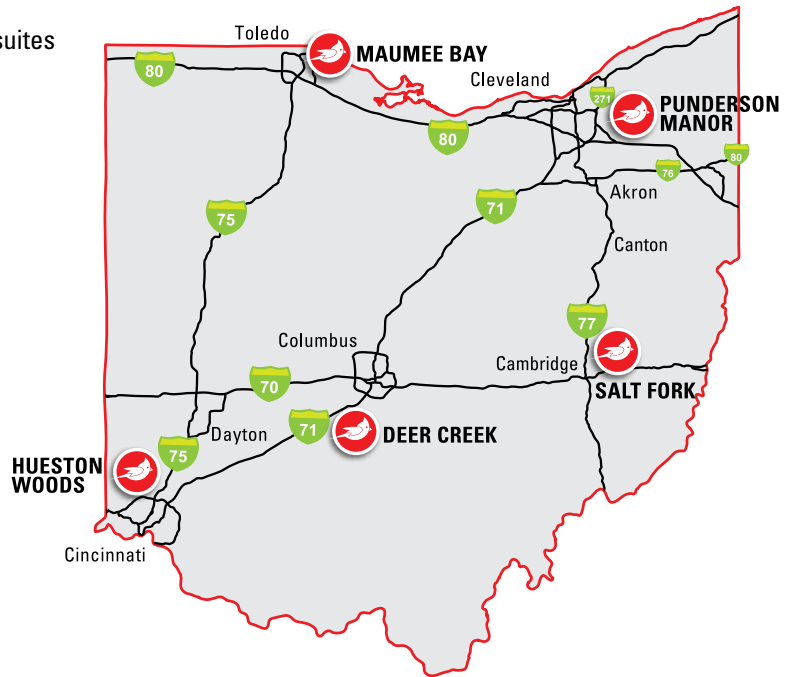 suites
Toledo
MAUMEE BAY
80
Cleveland
271
PUNDERSON
MANOR
80
80
76
Akron
75
71
Canton
77
Columbus
Cambridge
70
SALT FORK
71
DEER CREEK
Dayton
75
HUESTON
WOODS
Cincinnati